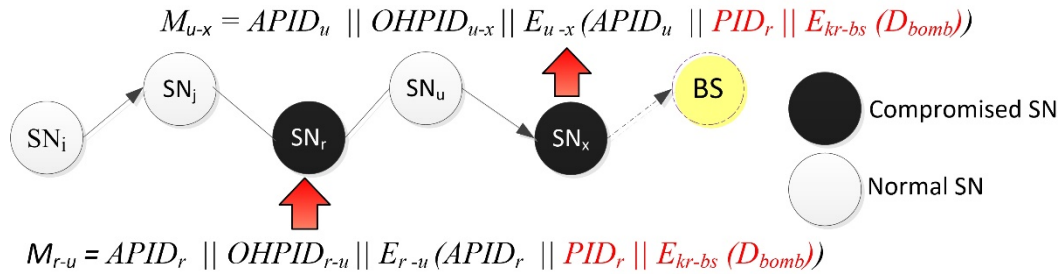 M_{u-x} = APID_u || OHPID_{u-x} || E_{u-x} (APID_u || PID_r || E_{kr-bs} (D_{bomb}))
SN_i
SN_j
SN_r
SN_u
SN_x
BS
Compromised SN
Normal SN
M_{r-u} = APID_r || OHPID_{r-u} || E_{r-u} (APID_r || PID_r || E_{kr-bs} (D_{bomb}))